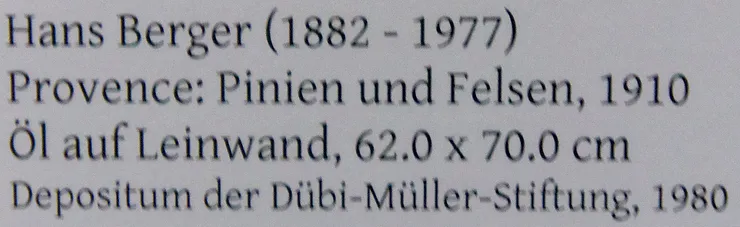 Hans Berger (1882 - 1977)
Provence: Pinien und Felsen, 1910
Öl auf Leinwand, 62.0 x 70.0 cm
Depositum der Dübi-Müller-Stiftung, 1980